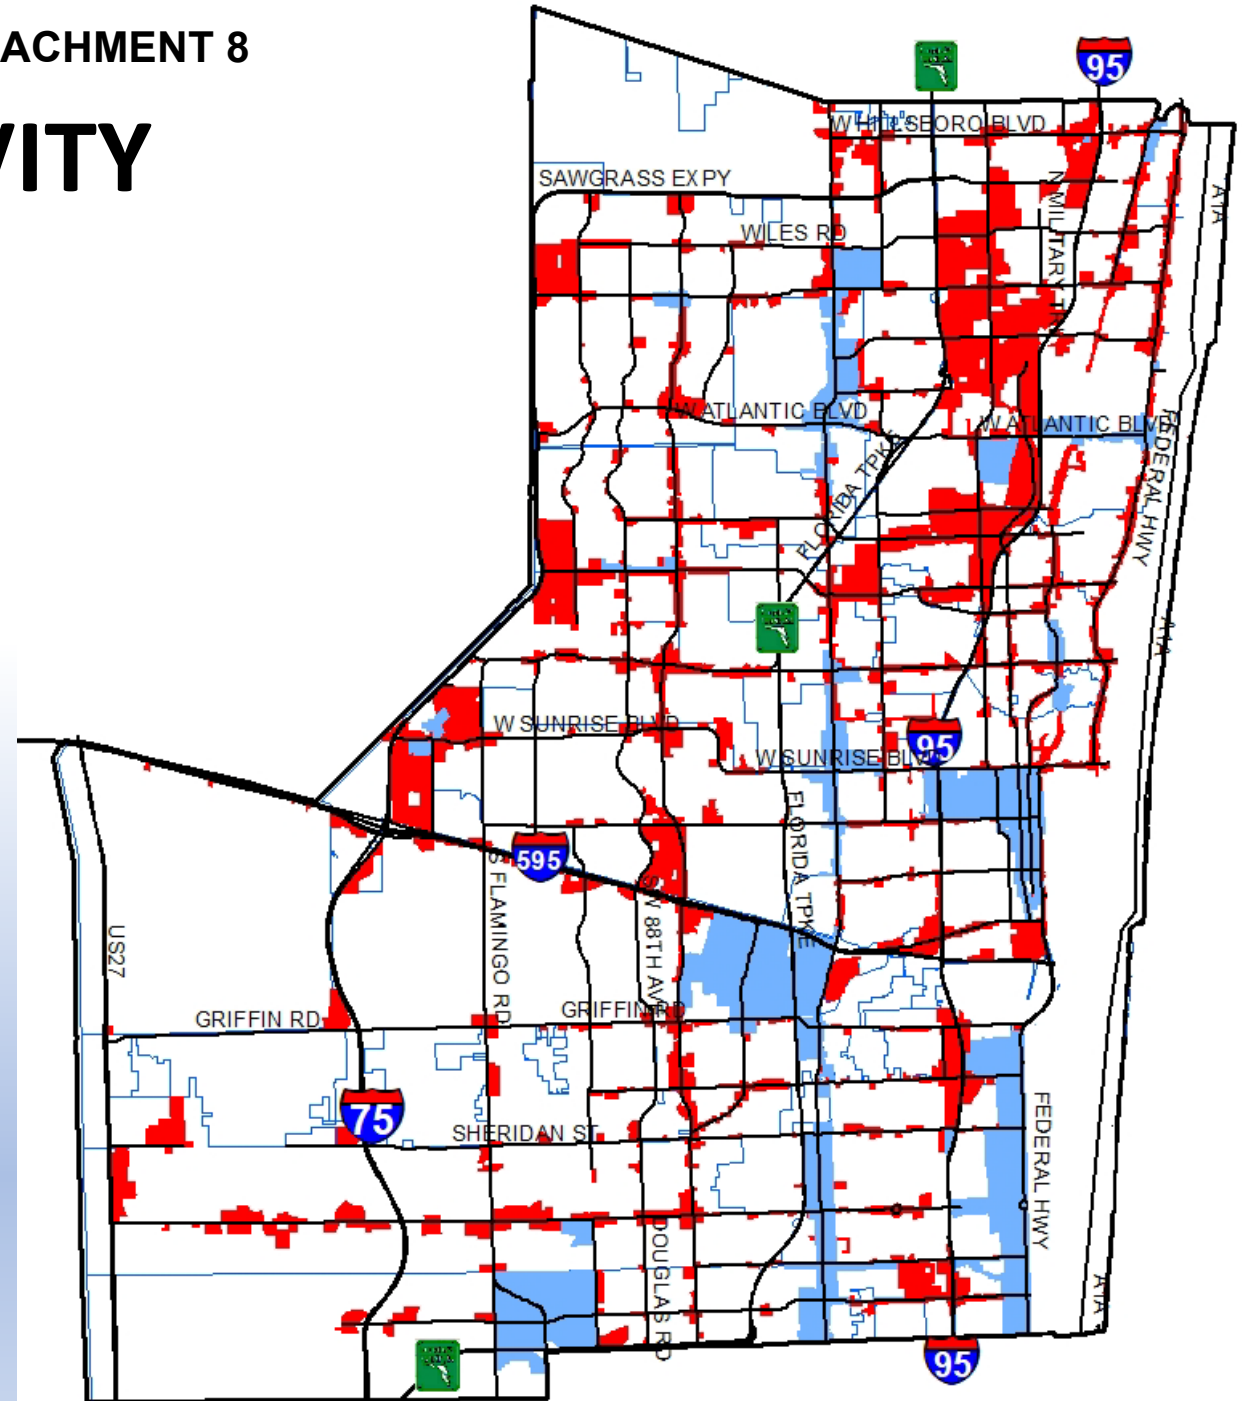 ACHMENT 8
VITY
95
W HILLSBORO BLVD
SAWGRASS EXPY
N MILITARY TRL
A1A
WILES RD
W ATLANTIC BLVD
W ATLANTIC BLVD
FEDERAL HWY
FLORIDA TPKE
A1A
W SUNRISE BLVD
95
W SUNRISE BLVD
FLORIDA TPKE
595
S FLAMINGO RD
SW 88TH AVE
US27
GRIFFIN RD
GRIFFIN RD
75
SHERIDAN ST
FEDERAL HWY
DOUGLAS RD
A1A
95